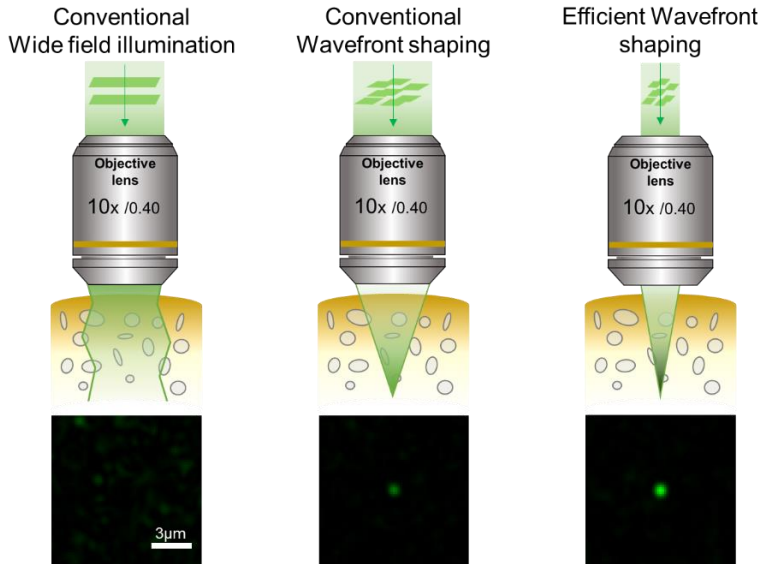 Conventional
Wide field illumination
Conventional
Wavefront shaping
Efficient Wavefront
shaping
Objective
lens
10x /0.40
Objective
lens
10x /0.40
Objective
lens
10x /0.40
3μm